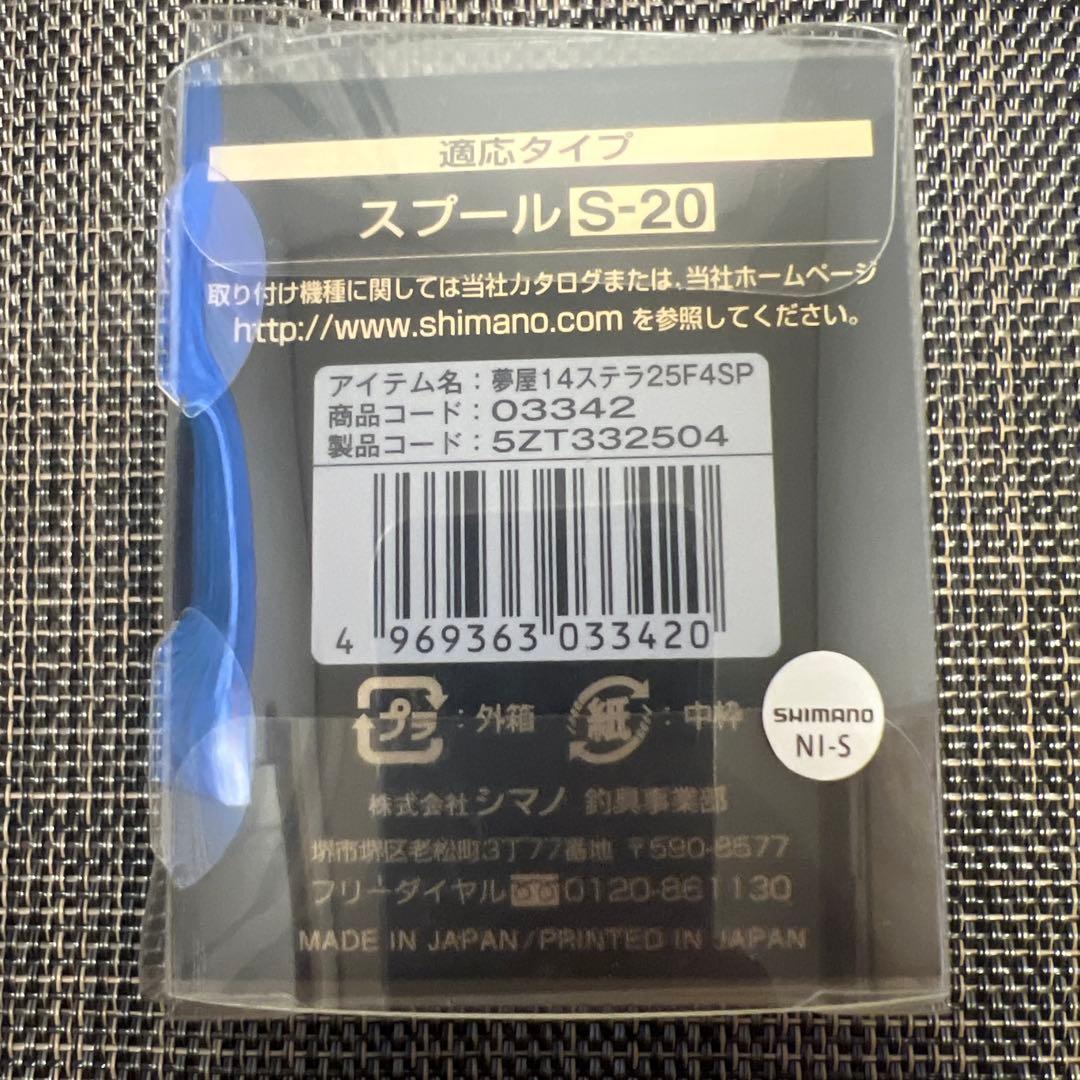 適応タイプ
スプール S-20
取り付け機種に関しては当社カタログまたは、当社ホームページ
http://www.shimano.com を参照してください。
アイテム名：夢屋14ステラ25F4SP
商品コード：03342
製品コード：5ZT332504
4 969363 033420
プラ：外箱 紙：中枠
SHIMANO
NI-S
株式会社シマノ 釣具事業部
堺市堺区老松町3丁77番地 〒590-8577
フリーダイヤル 0120-861130
MADE IN JAPAN/PRINTED IN JAPAN